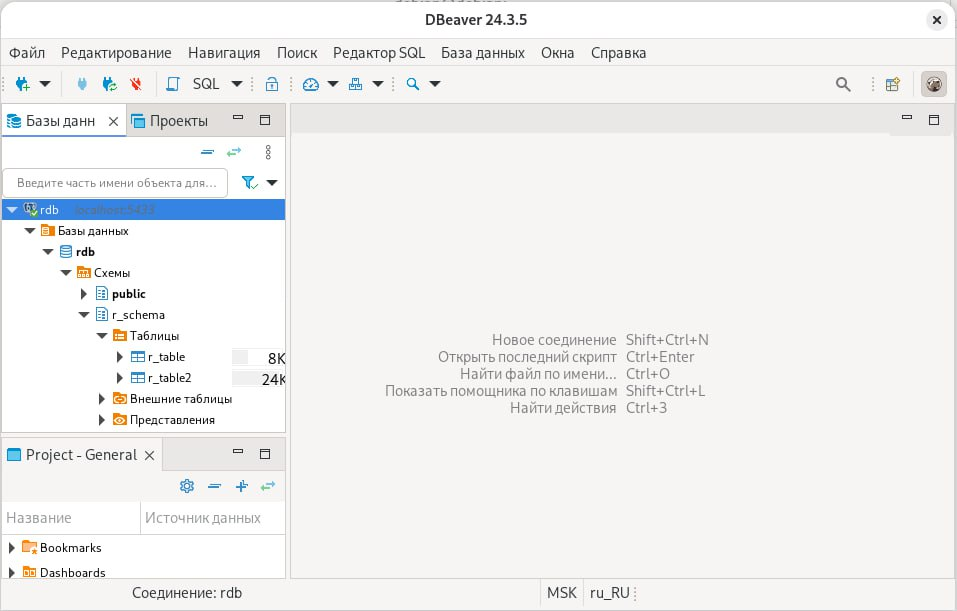 DBeaver 24.3.5
Файл Редактирование Навигация Поиск Редактор SQL База данных Окна Справка
SQL
Базы данн
Проекты
Введите часть имени объекта для...
rdb localhost:5433
Базы данных
rdb
Схемы
public
r_schema
Таблицы
r_table 8K
r_table2 24K
Внешние таблицы
Представления
Новое соединение Shift+Ctrl+N
Открыть последний скрипт Ctrl+Enter
Найти файл по имени... Ctrl+O
Показать помощника по клавишам Shift+Ctrl+L
Найти действия Ctrl+3
Project - General
Название Источник данных
Bookmarks
Dashboards
Соединение: rdb MSK ru_RU